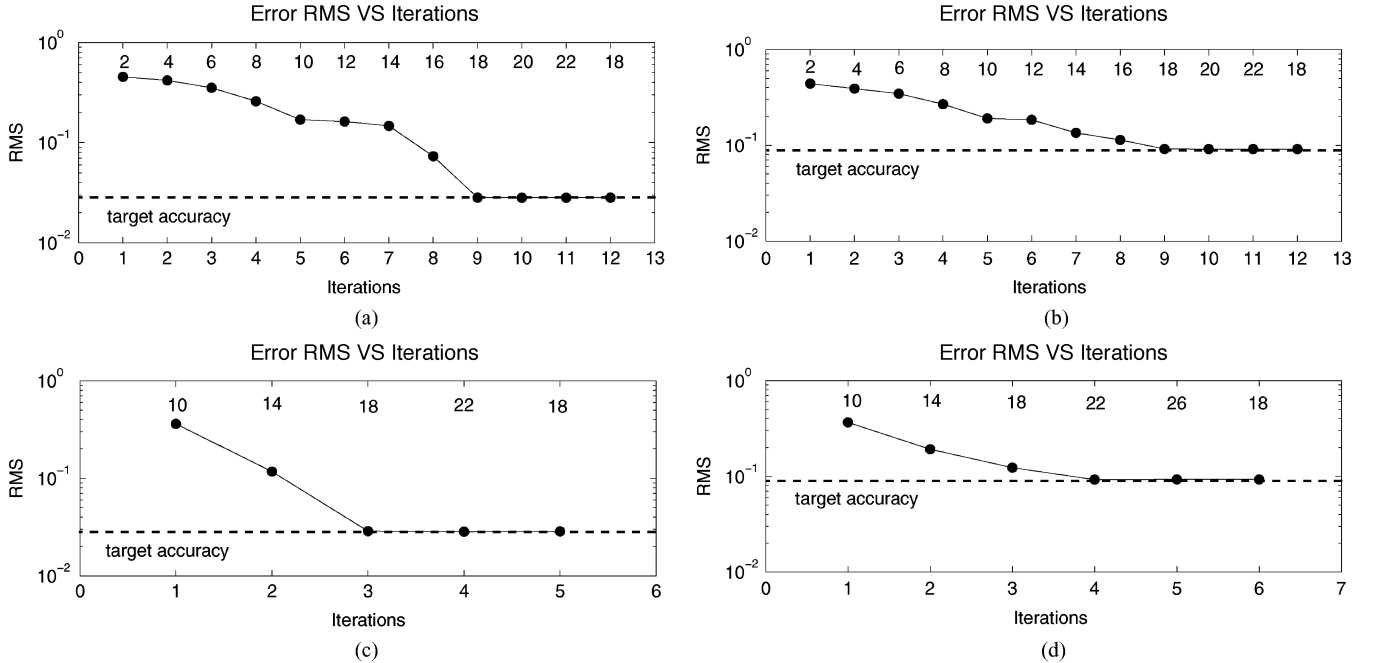 Error RMS VS Iterations
10^0
2 4 6 8 10 12 14 16 18 20 22 18
10^-1
RMS
target accuracy
10^-2
0 1 2 4 3 4 5 6 7 8 9 10 11 12 13
Iterations
(a)
Error RMS VS Iterations
10^0
2 4 6 8 10 12 14 16 18 20 22 18
10^-1
RMS
target accuracy
10^-2
0 1 2 3 4 5 6 7 8 9 10 11 12 13
Iterations
(b)
Error RMS VS Iterations
10^0
10 14 18 22 18
10^-1
RMS
target accuracy
10^-2
0 1 2 3 4 5 6
Iterations
(c)
Error RMS VS Iterations
10^0
10 14 18 22 26 18
10^-1
RMS
target accuracy
10^-2
0 1 2 3 4 5 6 7
Iterations
(d)